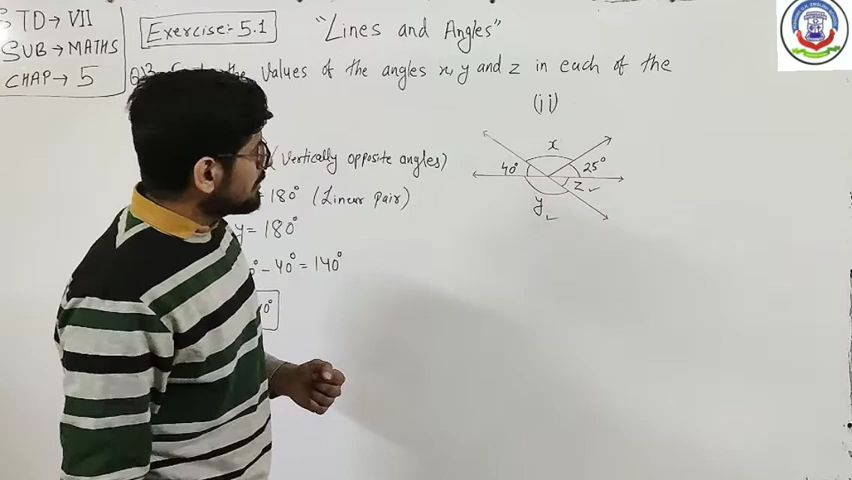 STD → VII
SUB → MATHS
CHAP → 5
Exercise:- 5.1
"Lines and Angles"
the values of the angles x, y and z in each of the
(ii)
(Vertically opposite angles)
= 180° (Linear pair)
y = 180°
- 40° = 140°
x
40°
25°
z
y